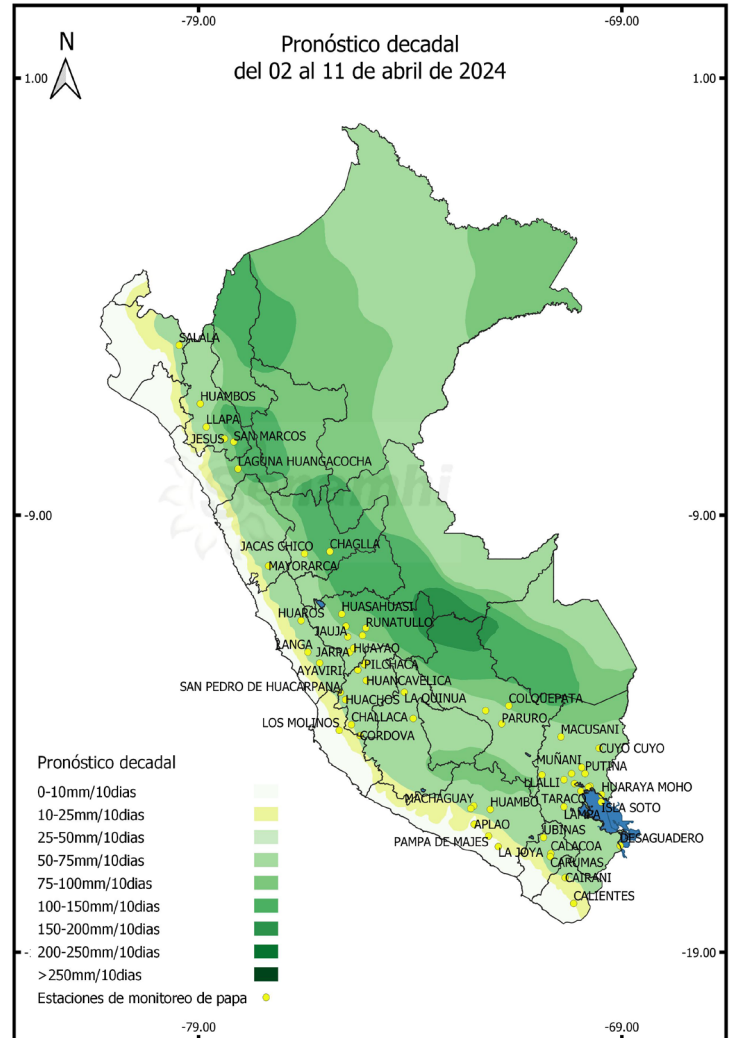 -79.00
-69.00
N
Pronóstico decadal
del 02 al 11 de abril de 2024
1.00
1.00
SALALA
HUAMBOS
LLAPA
JESUS
SAN MARCOS
LAGUNA HUANGACOCHA
senamhi
-9.00
-9.00
JACAS CHICO
CHAGLLA
MAYORARCA
HUASAHUASI
HUAROS
RUNATULLO
JAUJA
LANGA
JARPA
HUAYAO
AYAVIRI
PILCHACA
SAN PEDRO DE HUACARPANA
HUANCAVELICA
HUACHOS
LA QUINUA
COLQUEPATA
LOS MOLINOS
CHALLACA
PARURO
CORDOVA
MACUSANI
CUYO CUYO
Pronóstico decadal
MUÑANI
PUTINA
LLALLI
HUARAYA MOHO
0-10mm/10dias
MACHAGUAY
HUAMBO
TARACO
ISLA SOTO
10-25mm/10dias
LAMPA
APLAO
25-50mm/10dias
UBINAS
DESAGUADERO
PAMPA DE MAJES
CALACOA
50-75mm/10dias
LA JOYA
CARUMAS
75-100mm/10dias
CAIRANI
100-150mm/10dias
CALIENTES
150-200mm/10dias
200-250mm/10dias
-19.00
>250mm/10dias
Estaciones de monitoreo de papa
-79.00
-69.00